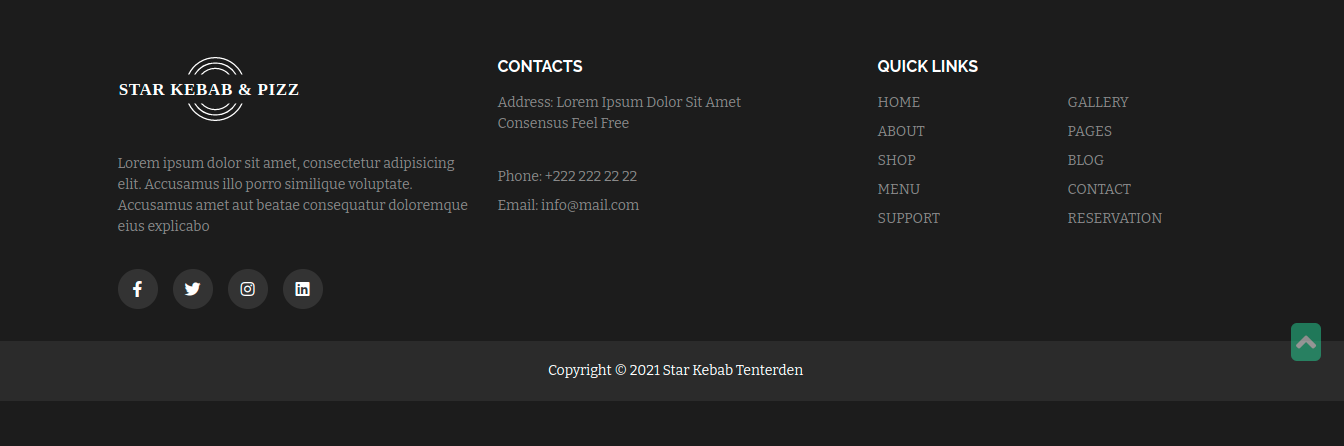 STAR KEBAB & PIZZ
Lorem ipsum dolor sit amet, consectetur adipisicing
elit. Accusamus illo porro similique voluptate.
Accusamus amet aut beatae consequatur doloremque
eius explicabo
CONTACTS
Address: Lorem Ipsum Dolor Sit Amet
Consensus Feel Free
Phone: +222 222 22 22
Email: info@mail.com
QUICK LINKS
HOME
ABOUT
SHOP
MENU
SUPPORT
GALLERY
PAGES
BLOG
CONTACT
RESERVATION
Copyright © 2021 Star Kebab Tenterden